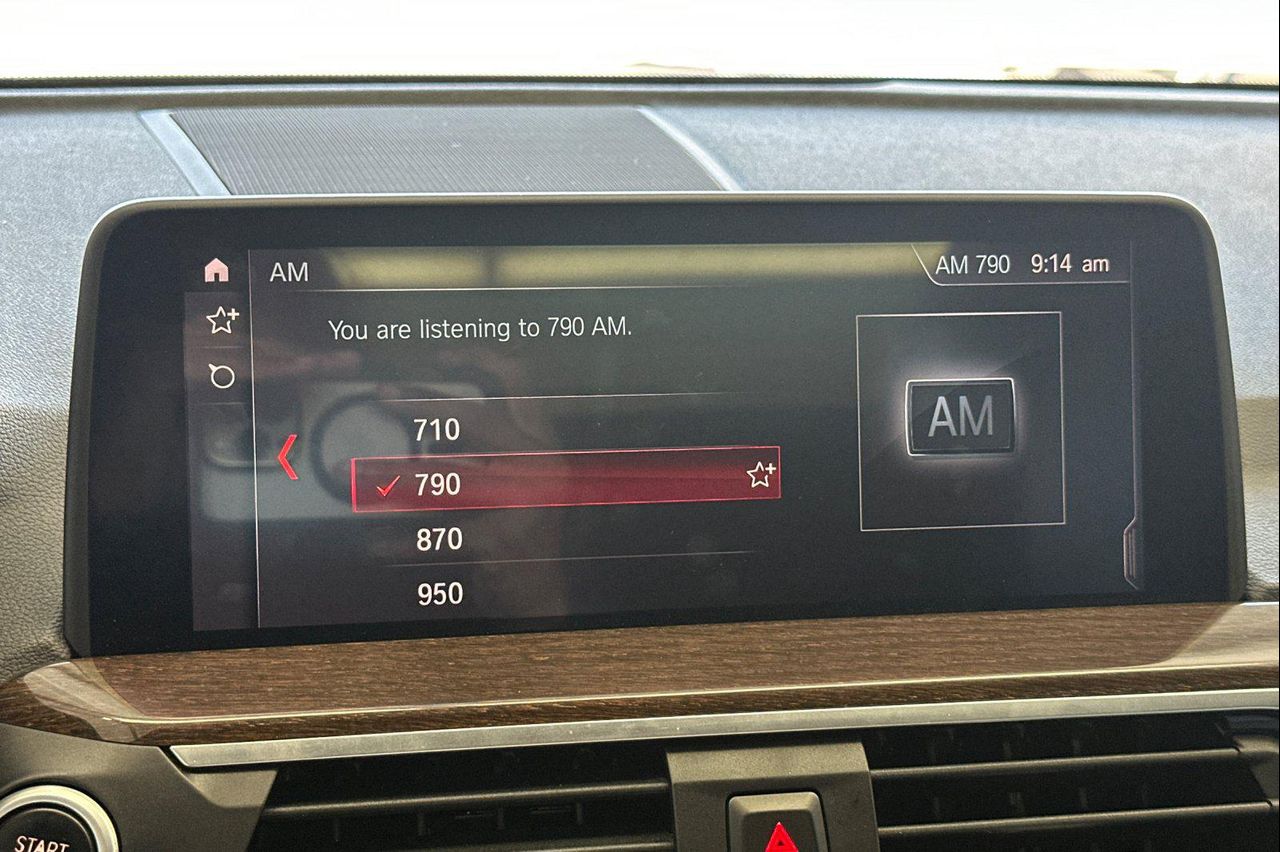 AM
AM 790 9:14 am
You are listening to 790 AM.
710
790
870
950
AM
START